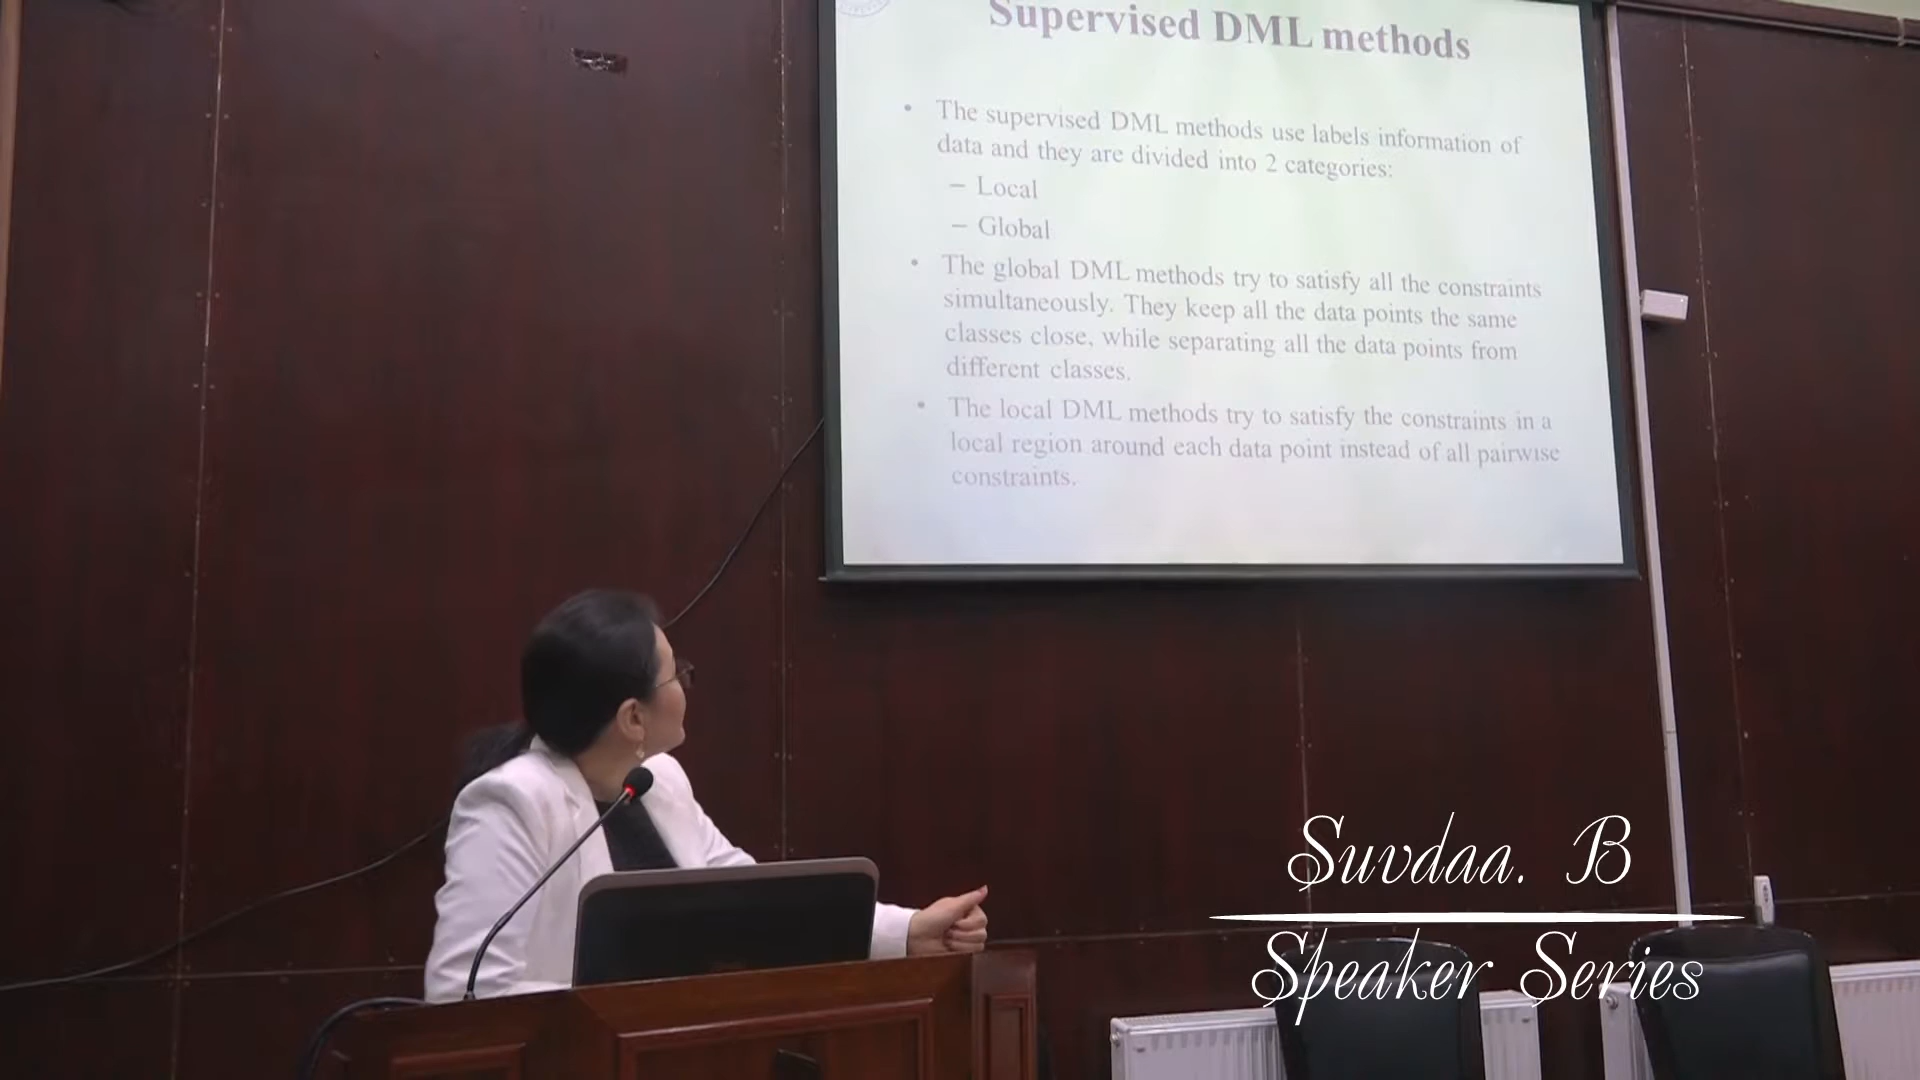 Supervised DML methods
• The supervised DML methods use labels information of
data and they are divided into 2 categories:
– Local
– Global
• The global DML methods try to satisfy all the constraints
simultaneously. They keep all the data points the same
classes close, while separating all the data points from
different classes.
• The local DML methods try to satisfy the constraints in a
local region around each data point instead of all pairwise
constraints.
Suvdaa. B
Speaker Series